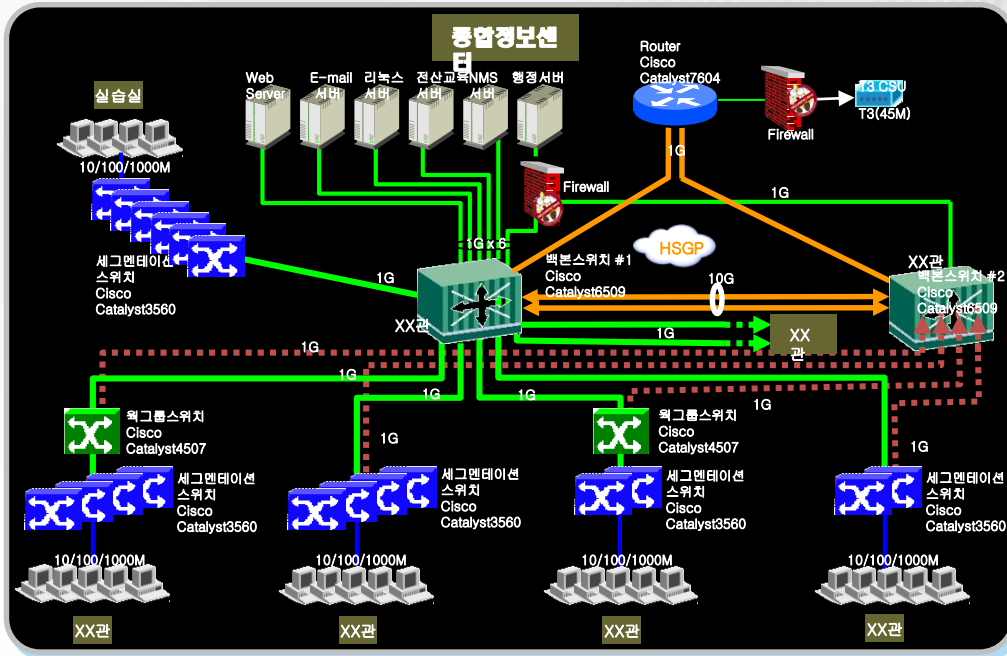 종합정보센
터
Router
Cisco
Catalyst7604
Web
Server
E-mail
서버
리눅스
서버
전산교육
서버
NMS
서버
행정서버
T3 CSU
T3(45M)
Firewall
실습실
10/100/1000M
1G
Firewall
1G
1G x 6
HSGP
세그멘테이션
스위치
Cisco
Catalyst3560
1G
백본스위치 #1
Cisco
Catalyst6509
10G
XX관
백본스위치 #2
Cisco
Catalyst6509
XX관
1G
XX
관
1G
1G
1G
1G
1G
1G
1G
워크그룹스위치
Cisco
Catalyst4507
워크그룹스위치
Cisco
Catalyst4507
세그멘테이션
스위치
Cisco
Catalyst3560
세그멘테이션
스위치
Cisco
Catalyst3560
세그멘테이션
스위치
Cisco
Catalyst3560
세그멘테이션
스위치
Cisco
Catalyst3560
10/100/1000M
10/100/1000M
10/100/1000M
10/100/1000M
XX관
XX관
XX관
XX관